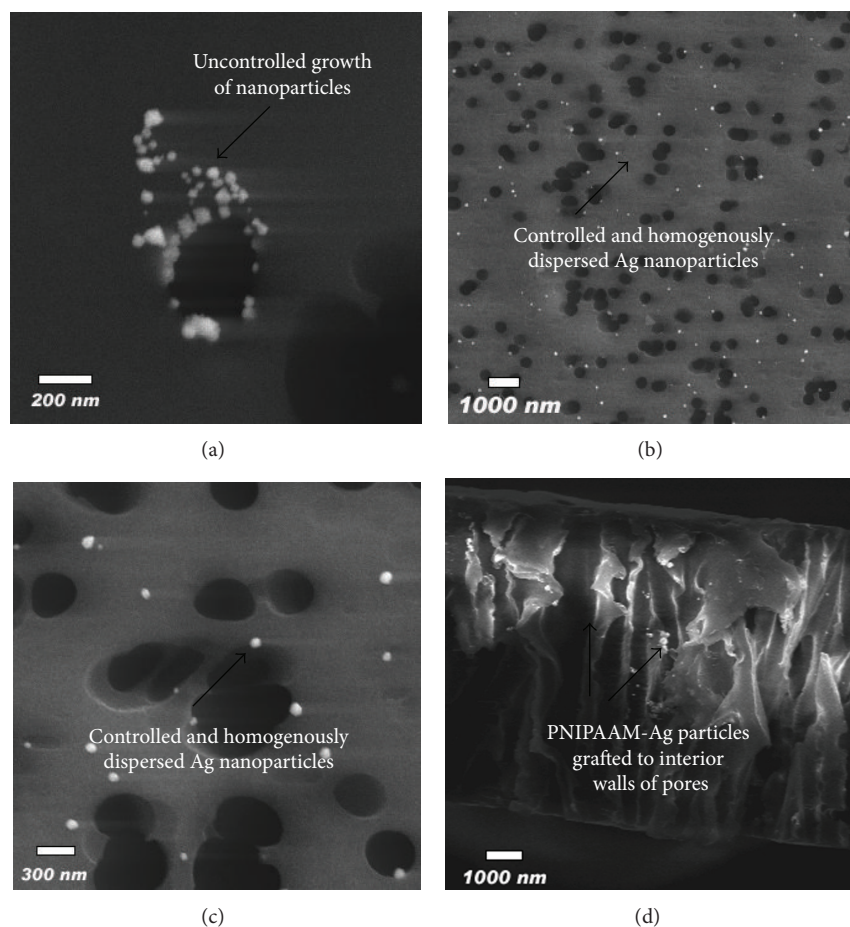 Uncontrolled growth
of nanoparticles
200 nm
(a)
Controlled and homogenously
dispersed Ag nanoparticles
1000 nm
(b)
Controlled and homogenously
dispersed Ag nanoparticles
300 nm
(c)
PNIPAAM-Ag particles
grafted to interior
walls of pores
1000 nm
(d)